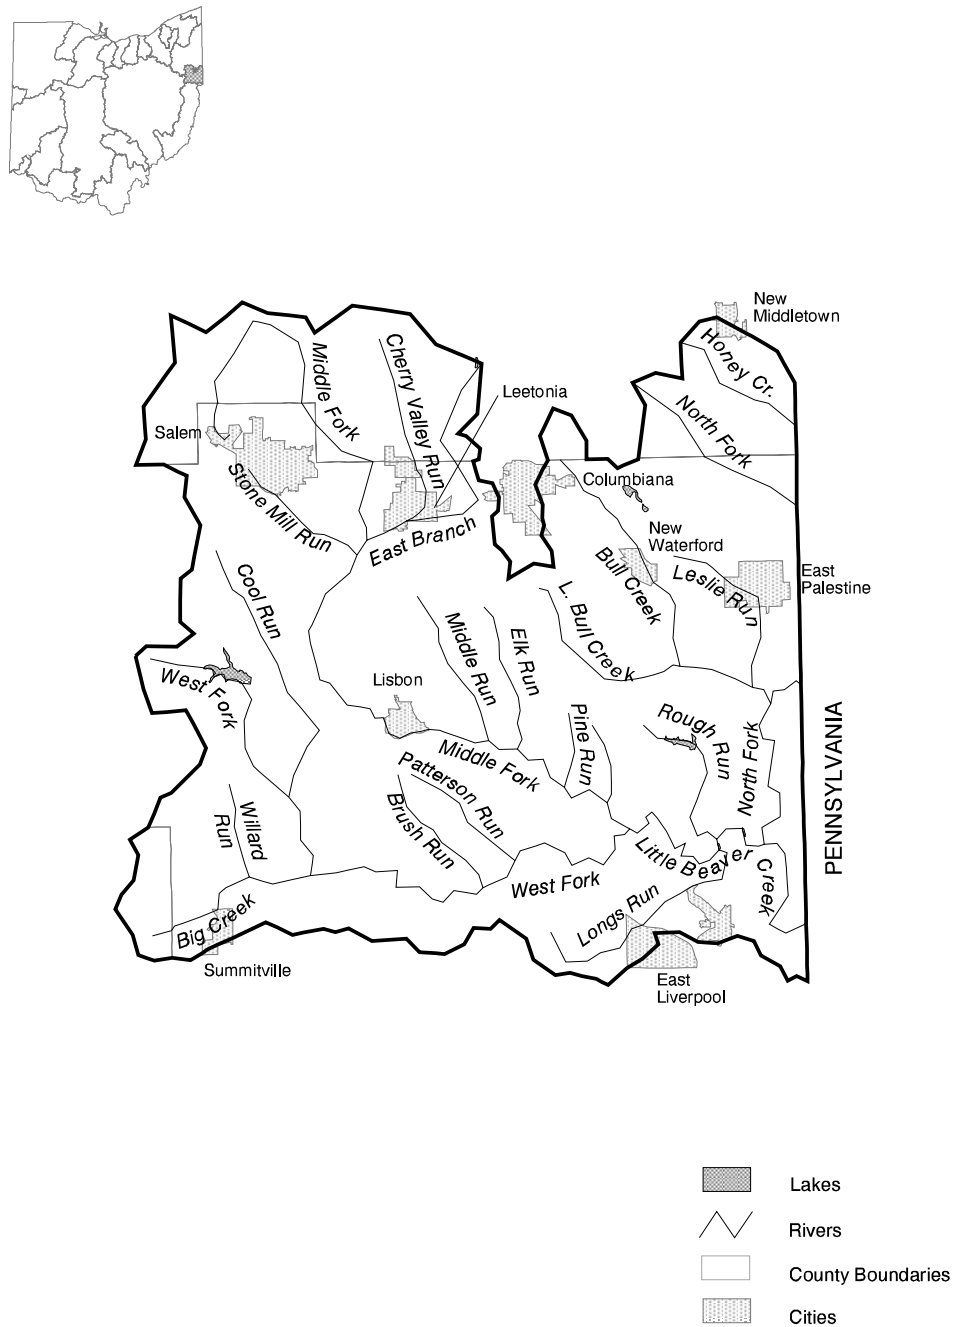 New
Middletown
Honey Cr.
Middle Fork
Cherry Valley Run
Leetonia
North Fork
Salem
Stone Mill Run
East Branch
Columbiana
New
Waterford
Bull Creek
Leslie Run
East
Palestine
Cool Run
L. Bull Creek
Middle Run
Elk Run
West Fork
Lisbon
Pine Run
Rough Run
North Fork
PENNSYLVANIA
Middle Fork
Patterson Run
Brush Run
Willard
Run
Little Beaver Creek
West Fork
Longs Run
Big Creek
Summitville
East
Liverpool
Lakes
Rivers
County Boundaries
Cities